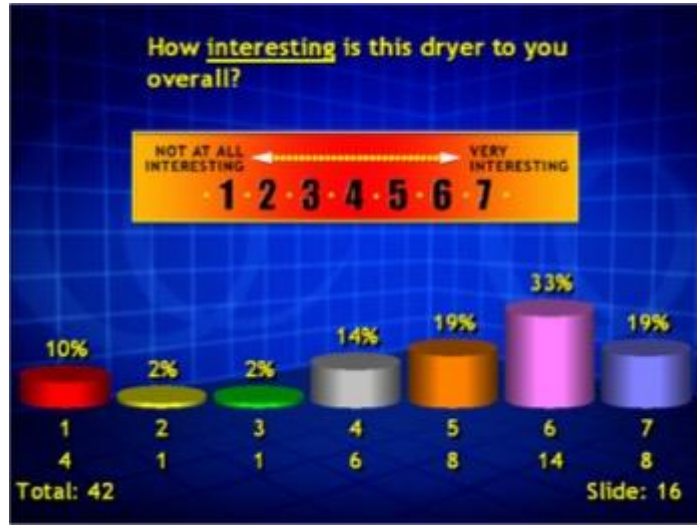 How interesting is this dryer to you
overall?
NOT AT ALL
INTERESTING
VERY
INTERESTING
· 1 · 2 · 3 · 4 · 5 · 6 · 7 ·
10% 2% 2% 14% 19% 33% 19%
1 2 3 4 5 6 7
4 1 1 6 8 14 8
Total: 42 Slide: 16